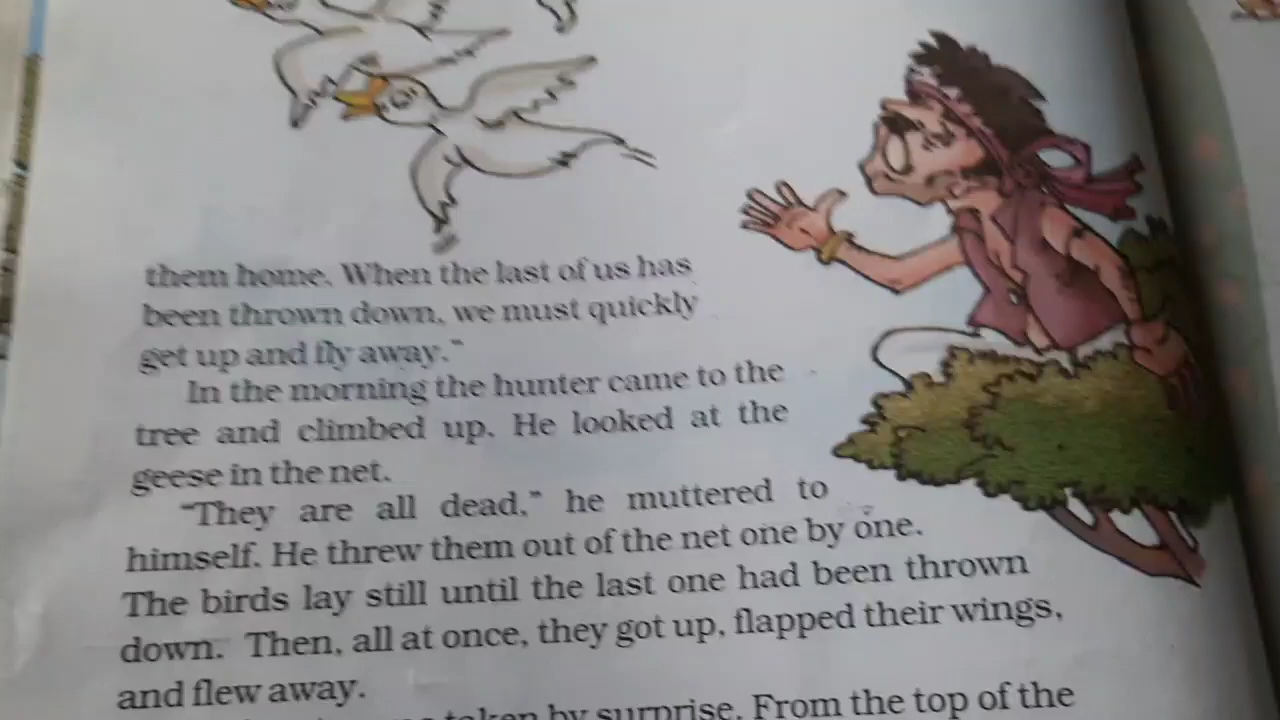 them home. When the last of us has
been thrown down, we must quickly
get up and fly away."
In the morning the hunter came to the
tree and climbed up. He looked at the
geese in the net.
"They are all dead," he muttered to
himself. He threw them out of the net one by one.
The birds lay still until the last one had been thrown
down. Then, all at once, they got up, flapped their wings,
and flew away.
taken by surprise. From the top of the